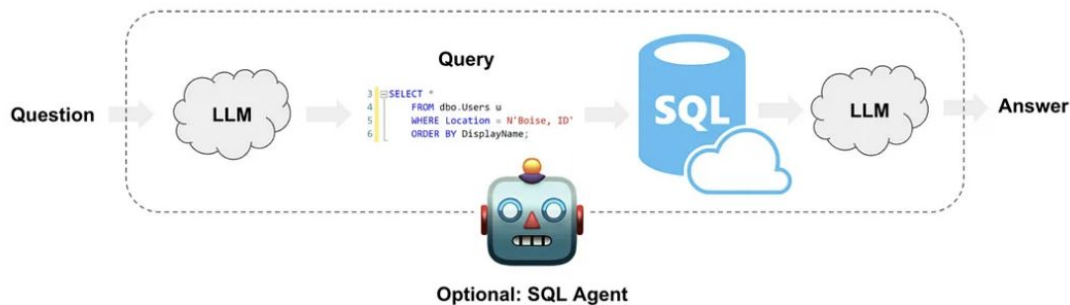 Query
Question
LLM
3 SELECT *
4 FROM dbo.Users u
5 WHERE Location = N'Boise, ID'
6 ORDER BY DisplayName;
SQL
LLM
Answer
Optional: SQL Agent